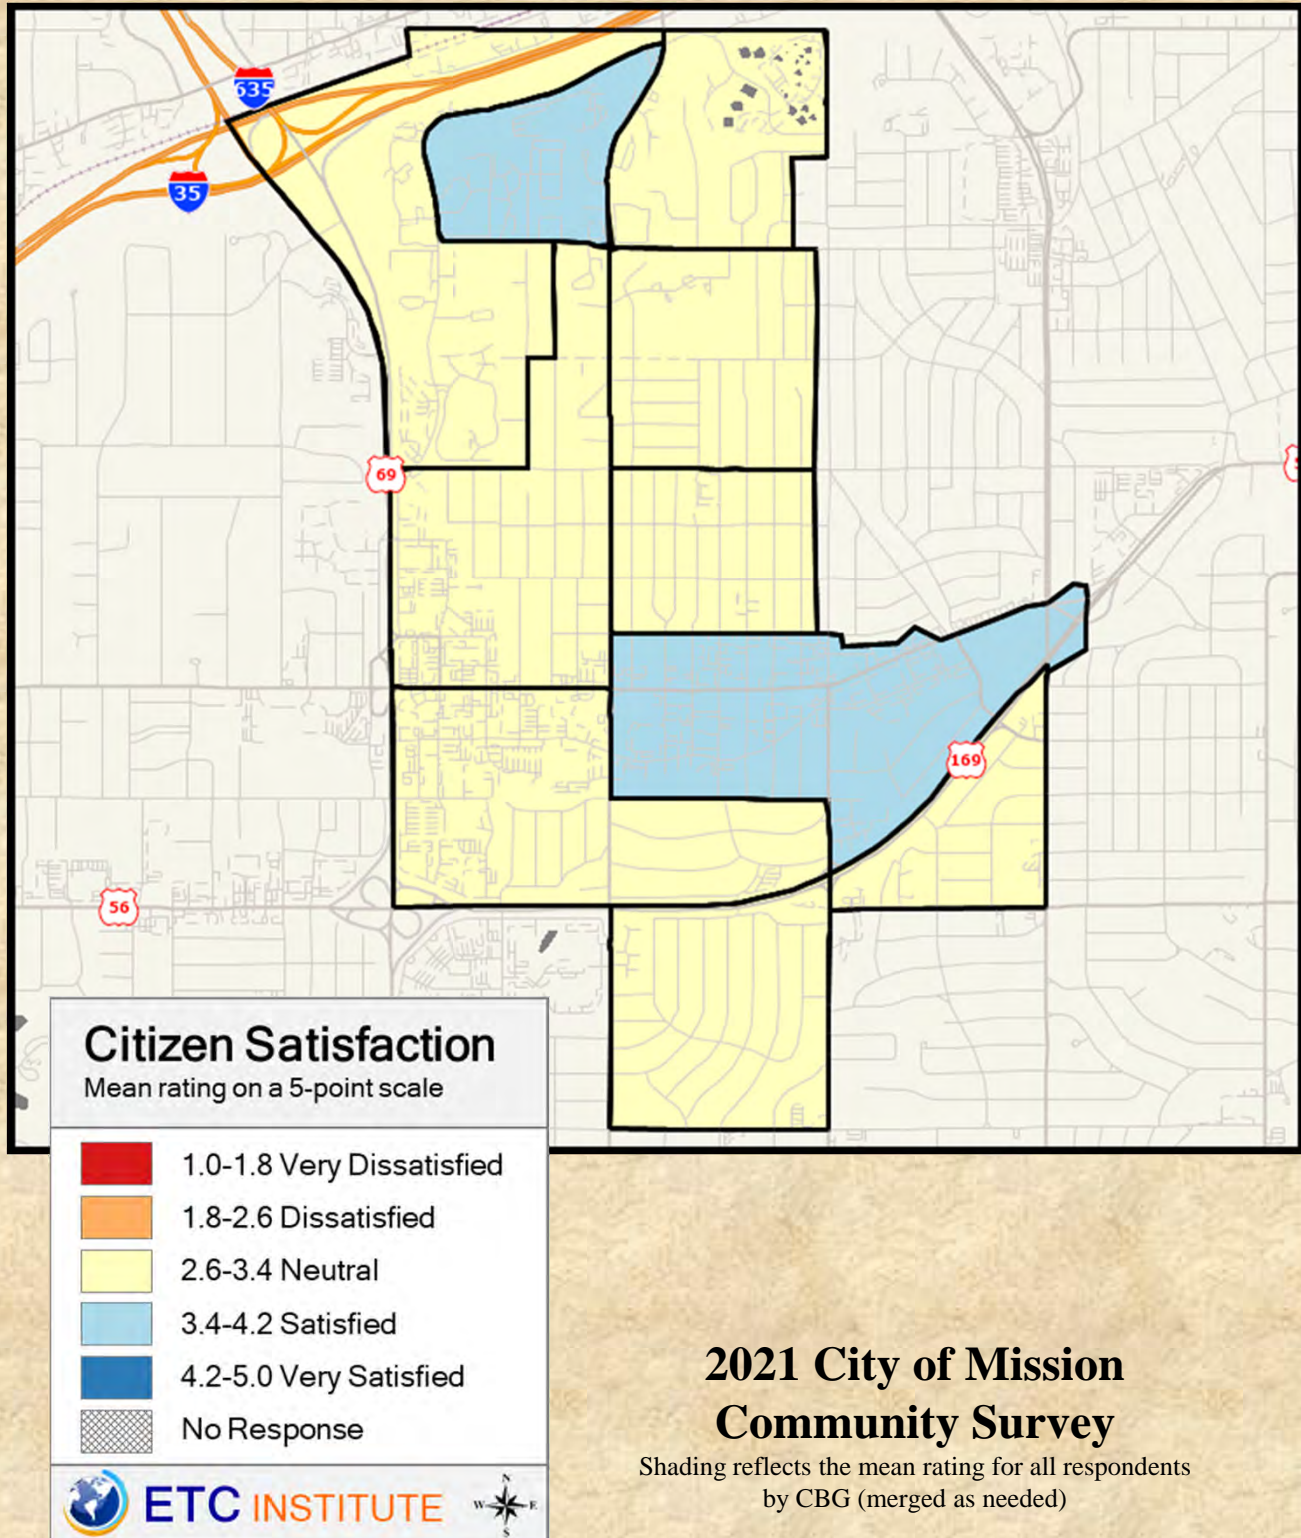 635
35
69
169
56
Citizen Satisfaction
Mean rating on a 5-point scale
1.0-1.8 Very Dissatisfied
1.8-2.6 Dissatisfied
2.6-3.4 Neutral
3.4-4.2 Satisfied
4.2-5.0 Very Satisfied
No Response
ETC INSTITUTE
N
W E
S
2021 City of Mission
Community Survey
Shading reflects the mean rating for all respondents
by CBG (merged as needed)